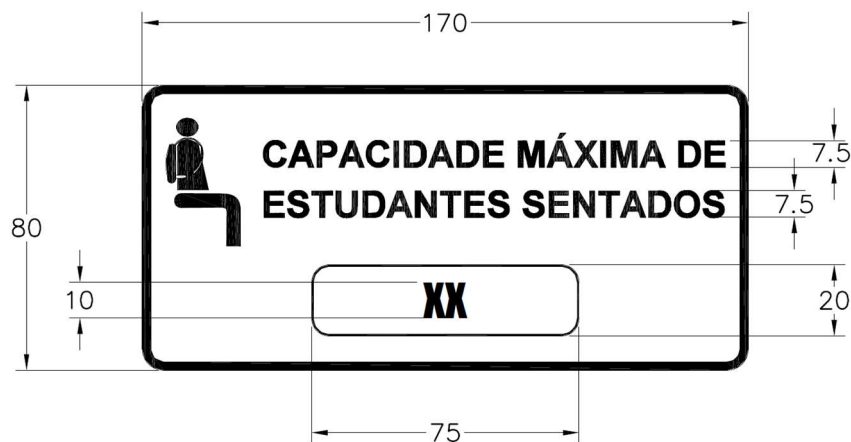 170
CAPACIDADE MÁXIMA DE
7.5
ESTUDANTES SENTADOS
7.5
80
10
XX
20
75